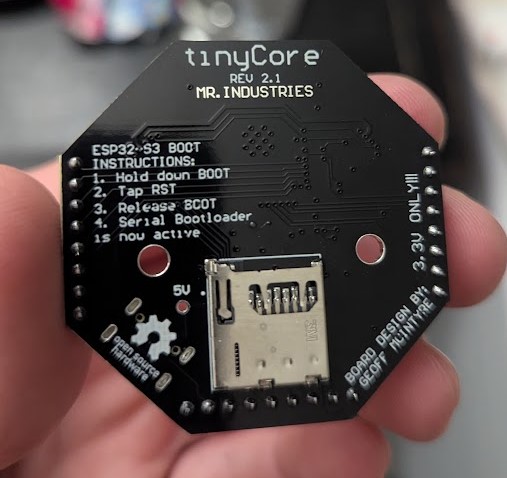 tinyCore
REV 2.1
MR.INDUSTRIES
ESP32-S3 BOOT
INSTRUCTIONS:
1. Hold down BOOT
2. Tap RST
3. Release BOOT
4. Serial Bootloader
is now active
3.3V ONLY!!!
5V
open source
hardware
BOARD DESIGN BY:
GEOFF MCINTYRE